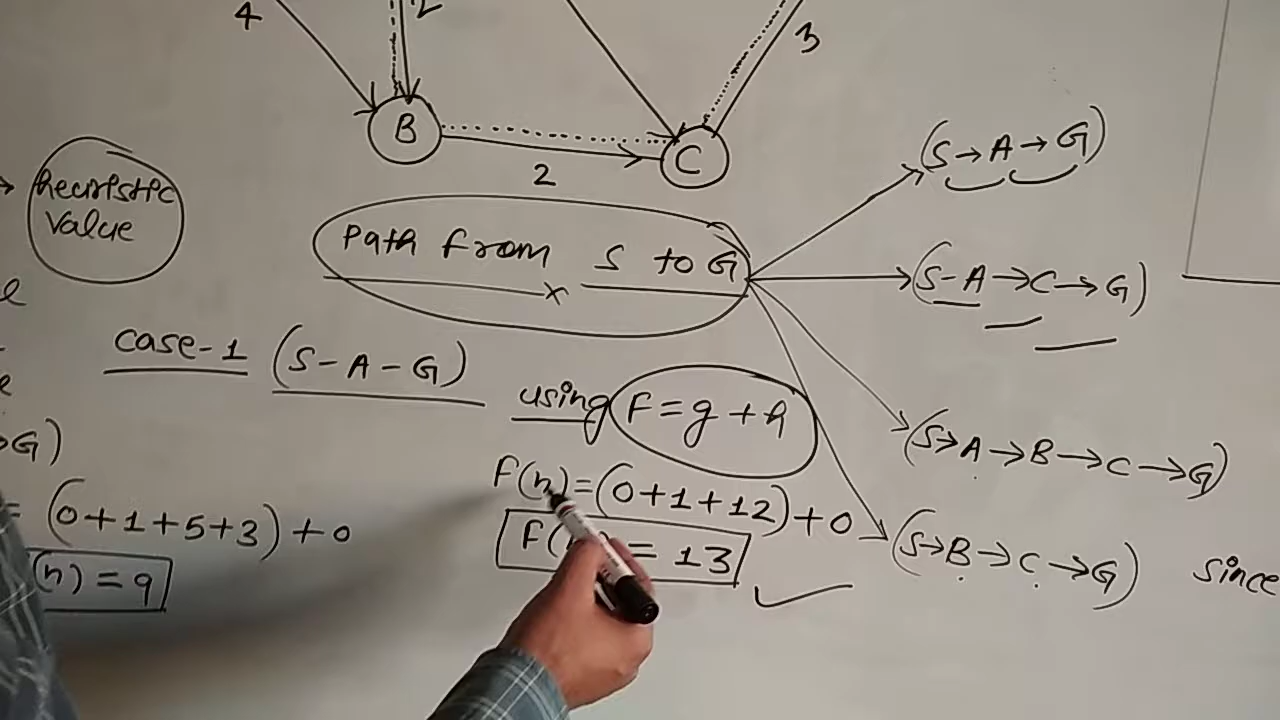 4
2
3
B
C
2
(S→A→G)
Heuristic
Value
Path From S to G
(S-A→C→G)
case-1 (S-A-G)
using F=g+h
→G)
(S→A→B→C→G)
F(n)=(0+1+12)+0
= (0+1+5+3)+0
F( = 13
(S→B→C→G)
since
(n)=9